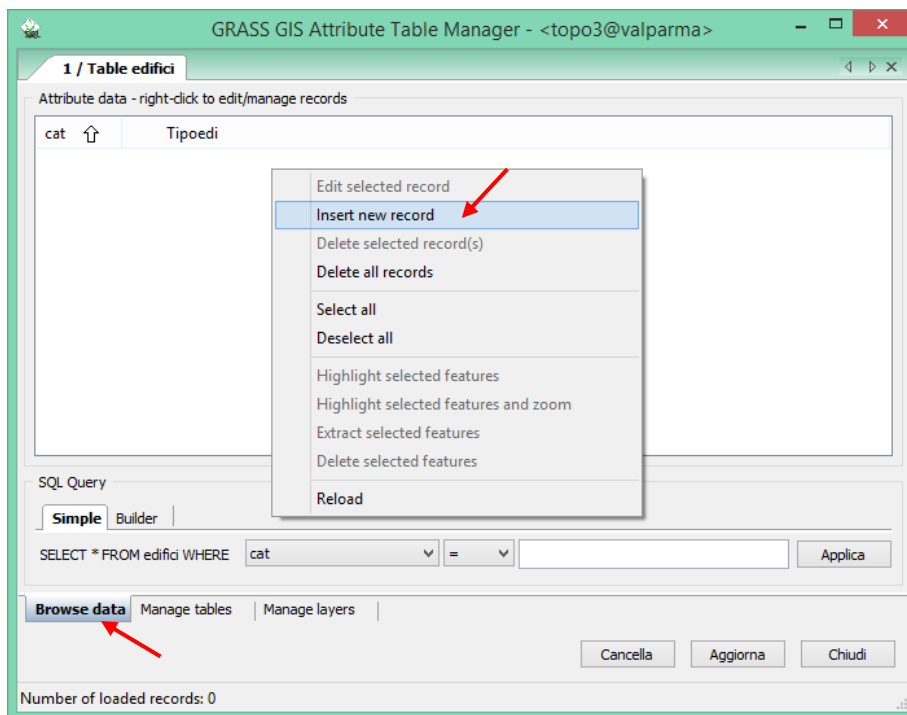 GRASS GIS Attribute Table Manager - <topo3@valparma>
1 / Table edifici
Attribute data - right-click to edit/manage records
cat Tipoedi
Edit selected record
Insert new record
Delete selected record(s)
Delete all records
Select all
Deselect all
Highlight selected features
Highlight selected features and zoom
Extract selected features
Delete selected features
Reload
SQL Query
Simple Builder
SELECT * FROM edifici WHERE cat = Applica
Browse data Manage tables Manage layers
Cancella Aggiorna Chiudi
Number of loaded records: 0